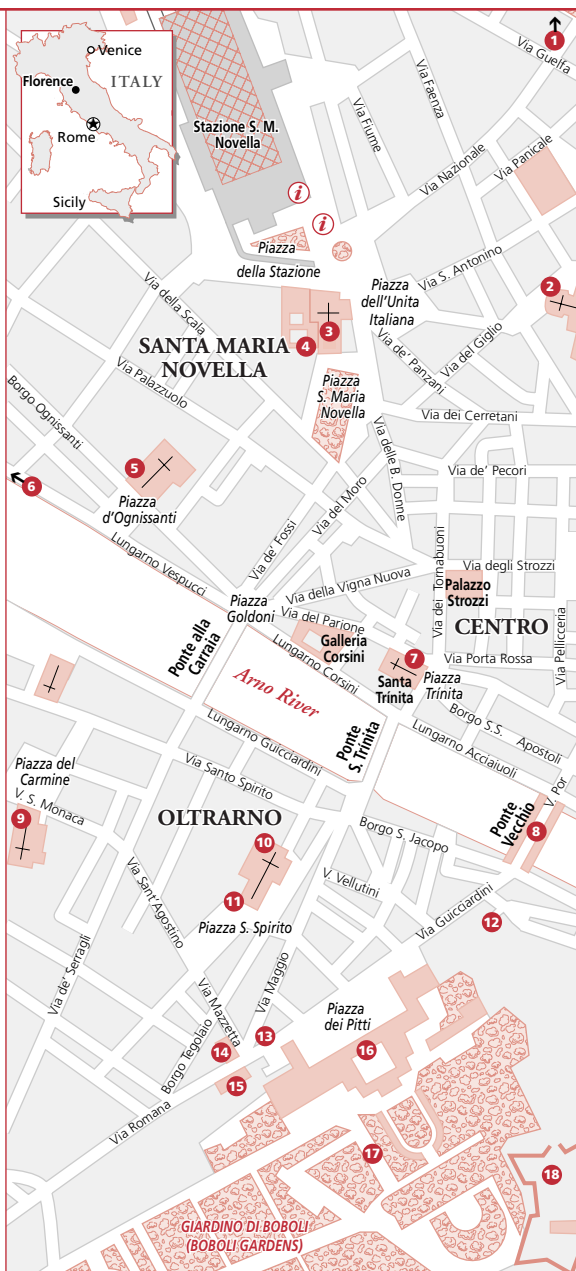 1
Via Guelfa
Venice
Florence
ITALY
Rome
Sicily
Stazione S. M.
Novella
Via Faenza
Via Fiume
Via Nazionale
Via Panicale
i
i
Piazza
della Stazione
Via S. Antonino
2
Piazza
dell'Unita
Italiana
Via della Scala
3
4
SANTA MARIA
NOVELLA
Via del Giglio
Via de' Panzani
Piazza
S. Maria
Novella
Via Palazzuolo
Borgo Ognissanti
Via dei Cerretani
Via delle B. Donne
Via de' Pecori
5
6
Piazza
d'Ognissanti
Via del Moro
Via de' Fossi
Lungarno Vespucci
Via dei Tornabuoni
Via degli Strozzi
Palazzo
Strozzi
Via della Vigna Nuova
Piazza
Goldoni
Via del Parione
CENTRO
Via Pellicceria
Galleria
Corsini
Ponte alla
Carraia
Lungarno Corsini
7
Via Porta Rossa
Santa
Trínita
Piazza
Trínita
Arno River
Borgo S.S. Apostoli
Ponte
S. Trínita
Lungarno Guicciardini
Lungarno Acciaiuoli
Piazza del
Carmine
Via Santo Spirito
V. Por
V. S. Monaca
9
OLTRARNO
Ponte
Vecchio
8
10
Borgo S. Jacopo
Via Sant'Agostino
11
V. Vellutini
Via Guicciardini
12
Piazza S. Spirito
Via de' Serragli
Via Maggio
Via Mazzetta
Piazza
dei Pitti
Borgo Tegolaio
13
14
16
15
Via Romana
17
18
GIARDINO DI BOBOLI
(BOBOLI GARDENS)